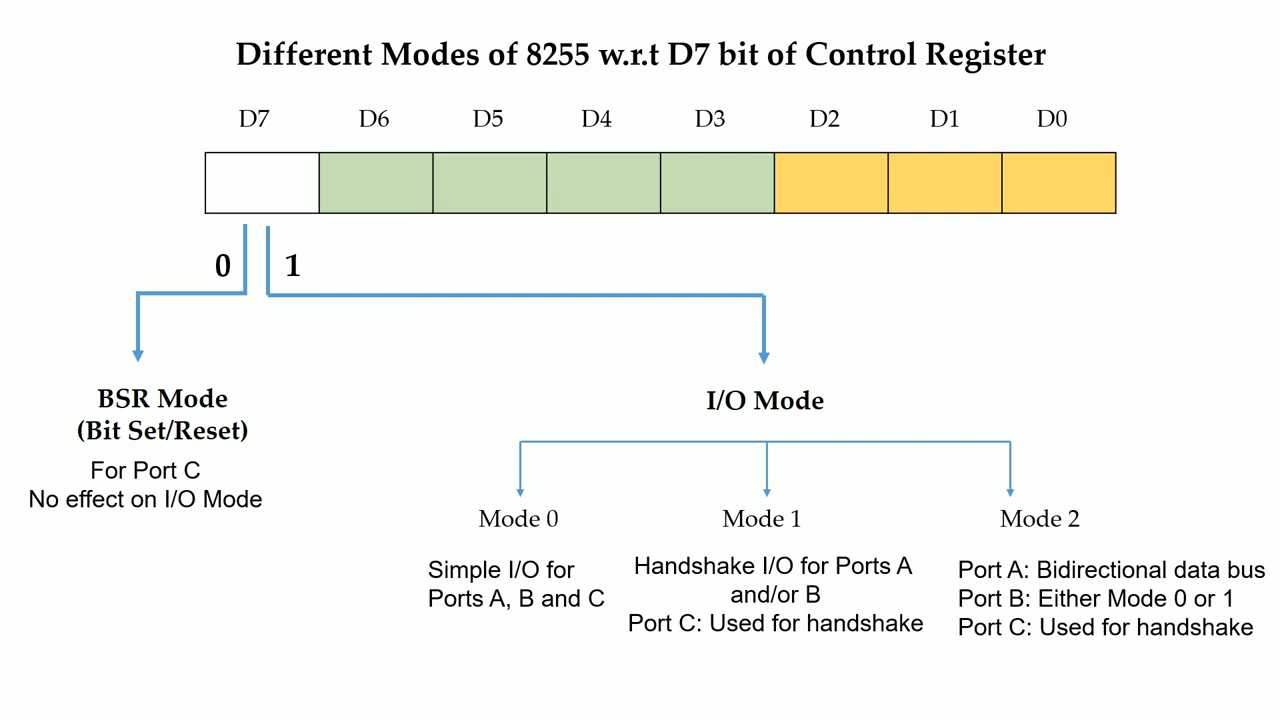 Different Modes of 8255 w.r.t D7 bit of Control Register
D7 D6 D5 D4 D3 D2 D1 D0
0 1
BSR Mode
(Bit Set/Reset)
For Port C
No effect on I/O Mode
I/O Mode
Mode 0
Simple I/O for
Ports A, B and C
Mode 1
Handshake I/O for Ports A
and/or B
Port C: Used for handshake
Mode 2
Port A: Bidirectional data bus
Port B: Either Mode 0 or 1
Port C: Used for handshake